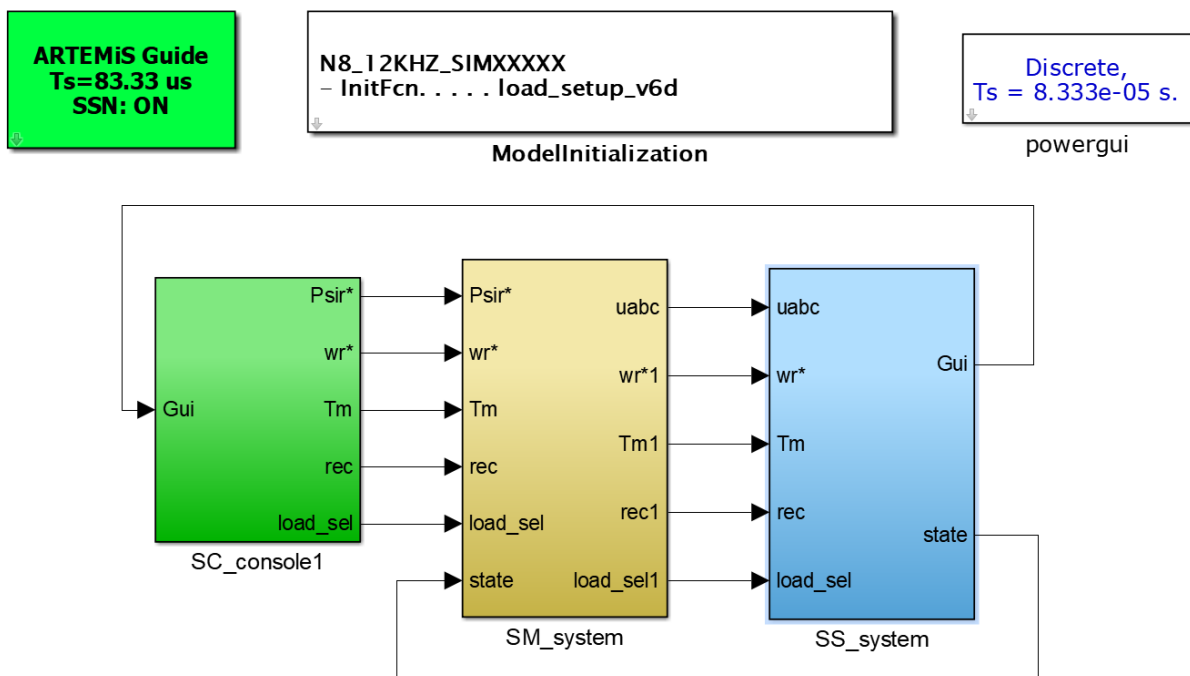 ARTEMiS Guide
Ts=83.33 us
SSN: ON
N8_12KHZ_SIMXXXXX
– InitFcn. . . . . load_setup_v6d
ModelInitialization
Discrete,
Ts = 8.333e-05 s.
powergui
Gui
Psir*
wr*
Tm
rec
load_sel
SC_console1
Psir*
wr*
Tm
rec
load_sel
state
uabc
wr*1
Tm1
rec1
load_sel1
SM_system
uabc
wr*
Tm
rec
load_sel
Gui
state
SS_system